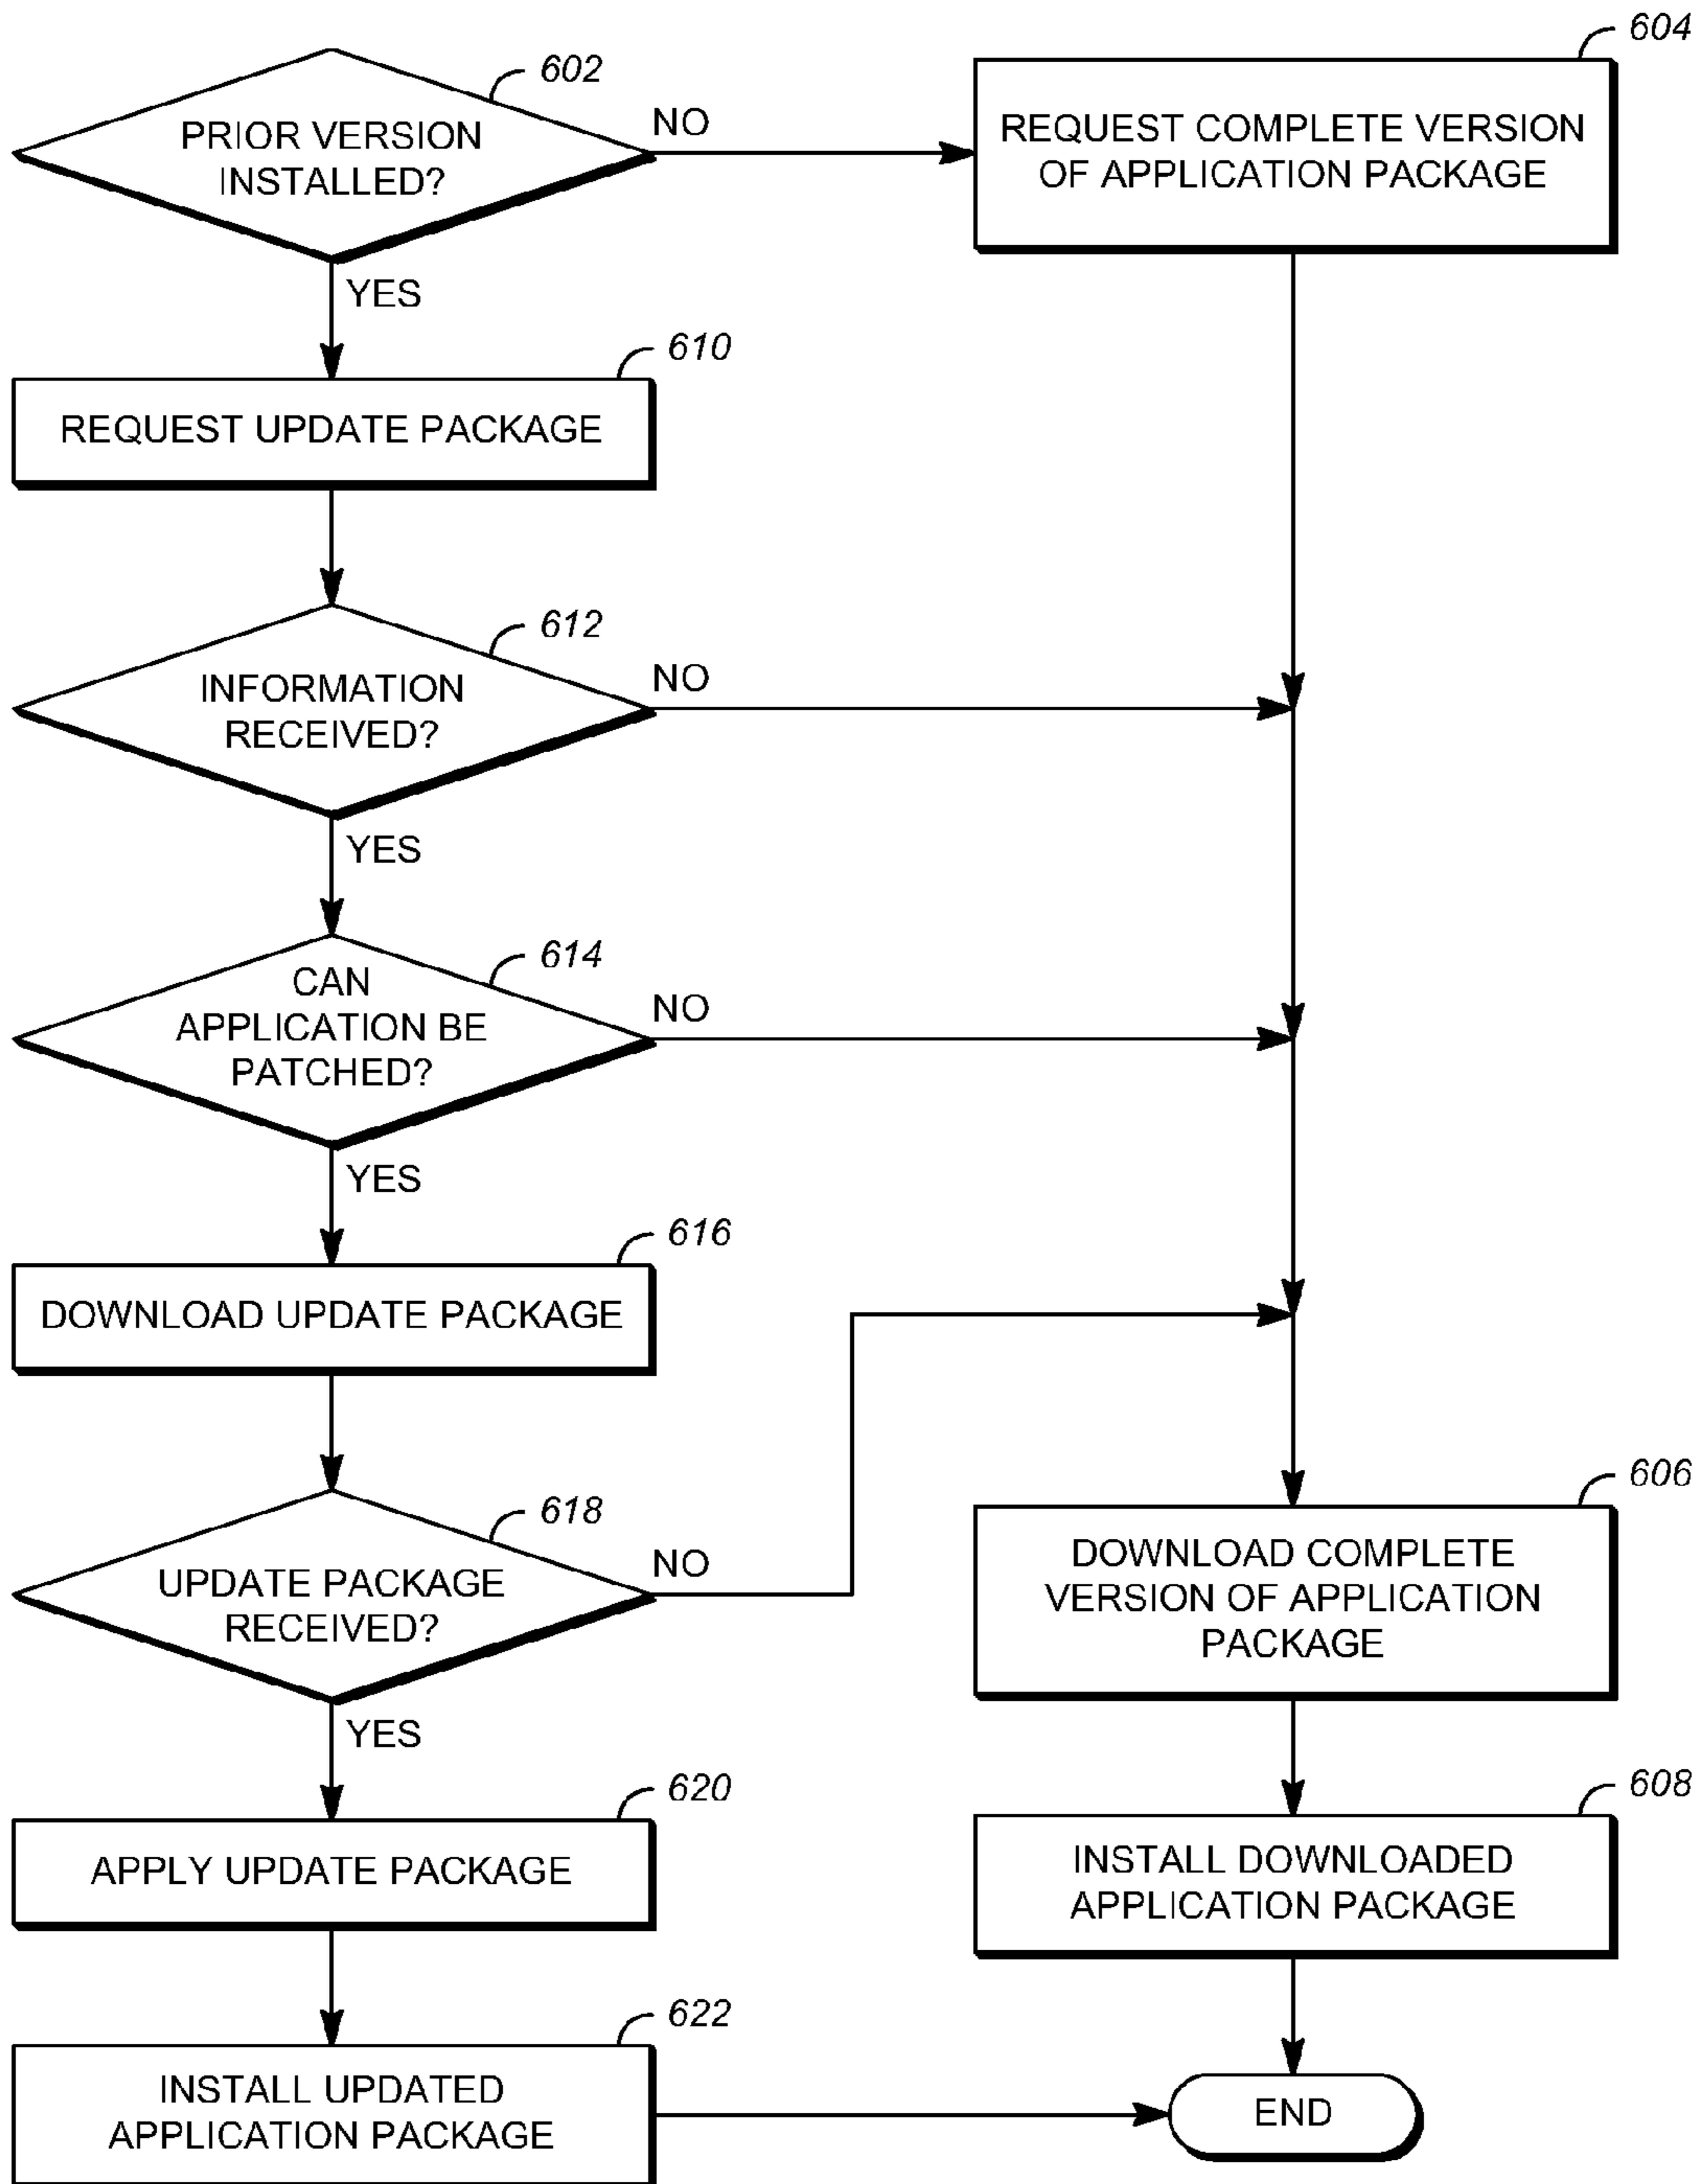 602
PRIOR VERSION
INSTALLED?
NO
YES
604
REQUEST COMPLETE VERSION
OF APPLICATION PACKAGE
610
REQUEST UPDATE PACKAGE
612
INFORMATION
RECEIVED?
NO
YES
614
CAN
APPLICATION BE
PATCHED?
NO
YES
616
DOWNLOAD UPDATE PACKAGE
618
UPDATE PACKAGE
RECEIVED?
NO
YES
606
DOWNLOAD COMPLETE
VERSION OF APPLICATION
PACKAGE
620
APPLY UPDATE PACKAGE
608
INSTALL DOWNLOADED
APPLICATION PACKAGE
622
INSTALL UPDATED
APPLICATION PACKAGE
END